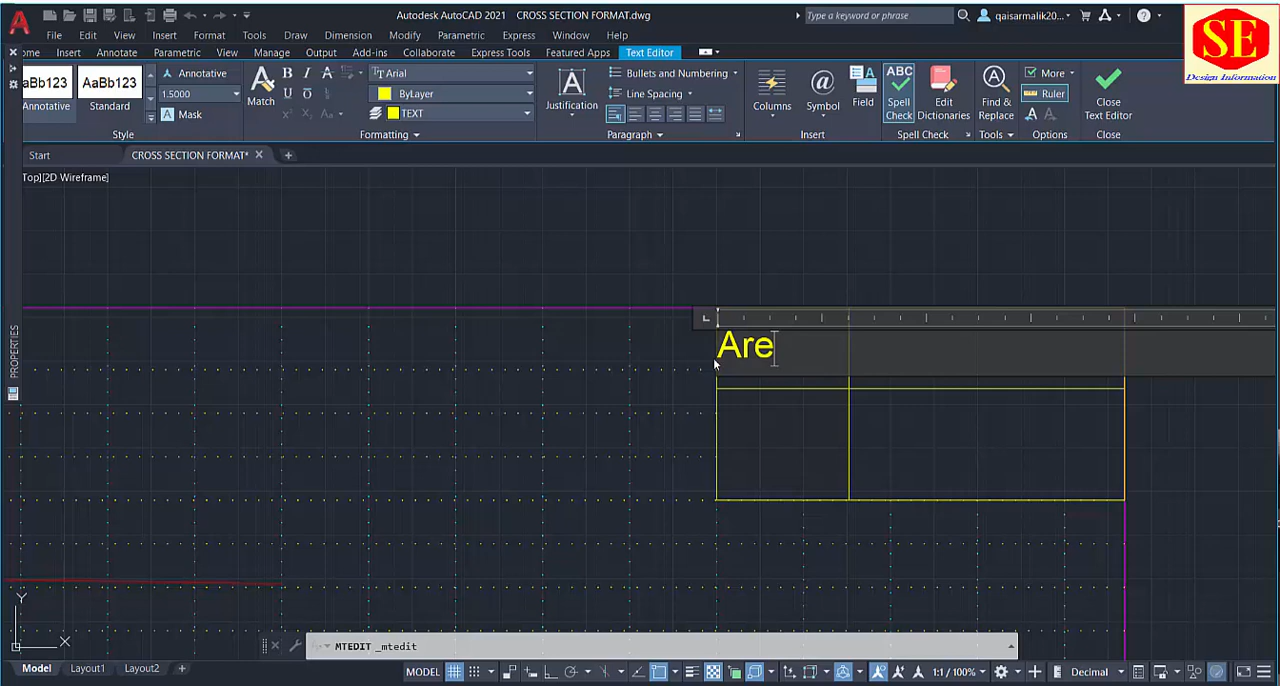 Autodesk AutoCAD 2021 CROSS SECTION FORMAT.dwg
Type a keyword or phrase
qaisarmalik20...
File Edit View Insert Format Tools Draw Dimension Modify Parametric Express Window Help
ome Insert Annotate Parametric View Manage Output Add-ins Collaborate Express Tools Featured Apps Text Editor
SE
Design Information
aBb123 AaBb123
Annotative
1.5000
Mask
Annotative Standard
Style
Match
B I A
U O
Arial
ByLayer
TEXT
Formatting
Justification
Bullets and Numbering
Line Spacing
Paragraph
Columns
Symbol
Field
Insert
ABC
Spell
Check
Edit
Dictionaries
Spell Check
Find &
Replace
Tools
More
Ruler
Options
Close
Text Editor
Close
Start CROSS SECTION FORMAT*
Top][2D Wireframe]
Are
PROPERTIES
Y
X
MTEDIT _mtedit
Model Layout1 Layout2
MODEL
1:1 / 100%
Decimal